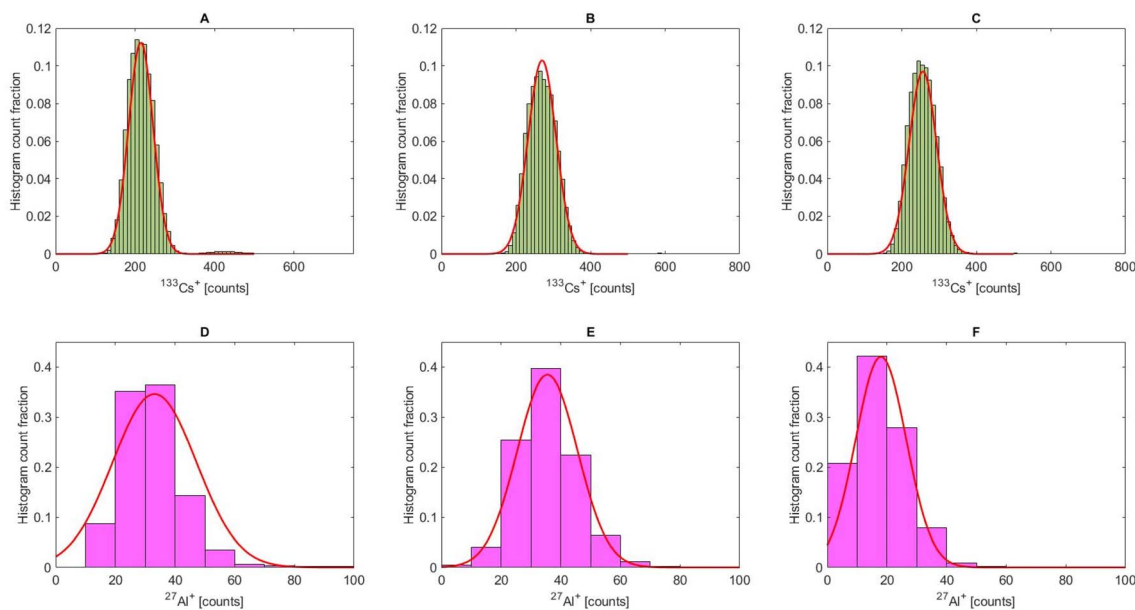 A
B
C
0.12
0.1
0.08
0.06
0.04
0.02
0
Histogram count fraction
0 200 400 600
¹³³Cs⁺ [counts]
0.12
0.1
0.08
0.06
0.04
0.02
0
Histogram count fraction
0 200 400 600 800
¹³³Cs⁺ [counts]
0.12
0.1
0.08
0.06
0.04
0.02
0
Histogram count fraction
0 200 400 600 800
¹³³Cs⁺ [counts]
D
E
F
0.4
0.3
0.2
0.1
0
Histogram count fraction
0 20 40 60 80 100
²⁷Al⁺ [counts]
0.4
0.3
0.2
0.1
0
Histogram count fraction
0 20 40 60 80 100
²⁷Al⁺ [counts]
0.4
0.3
0.2
0.1
0
Histogram count fraction
0 20 40 60 80 100
²⁷Al⁺ [counts]